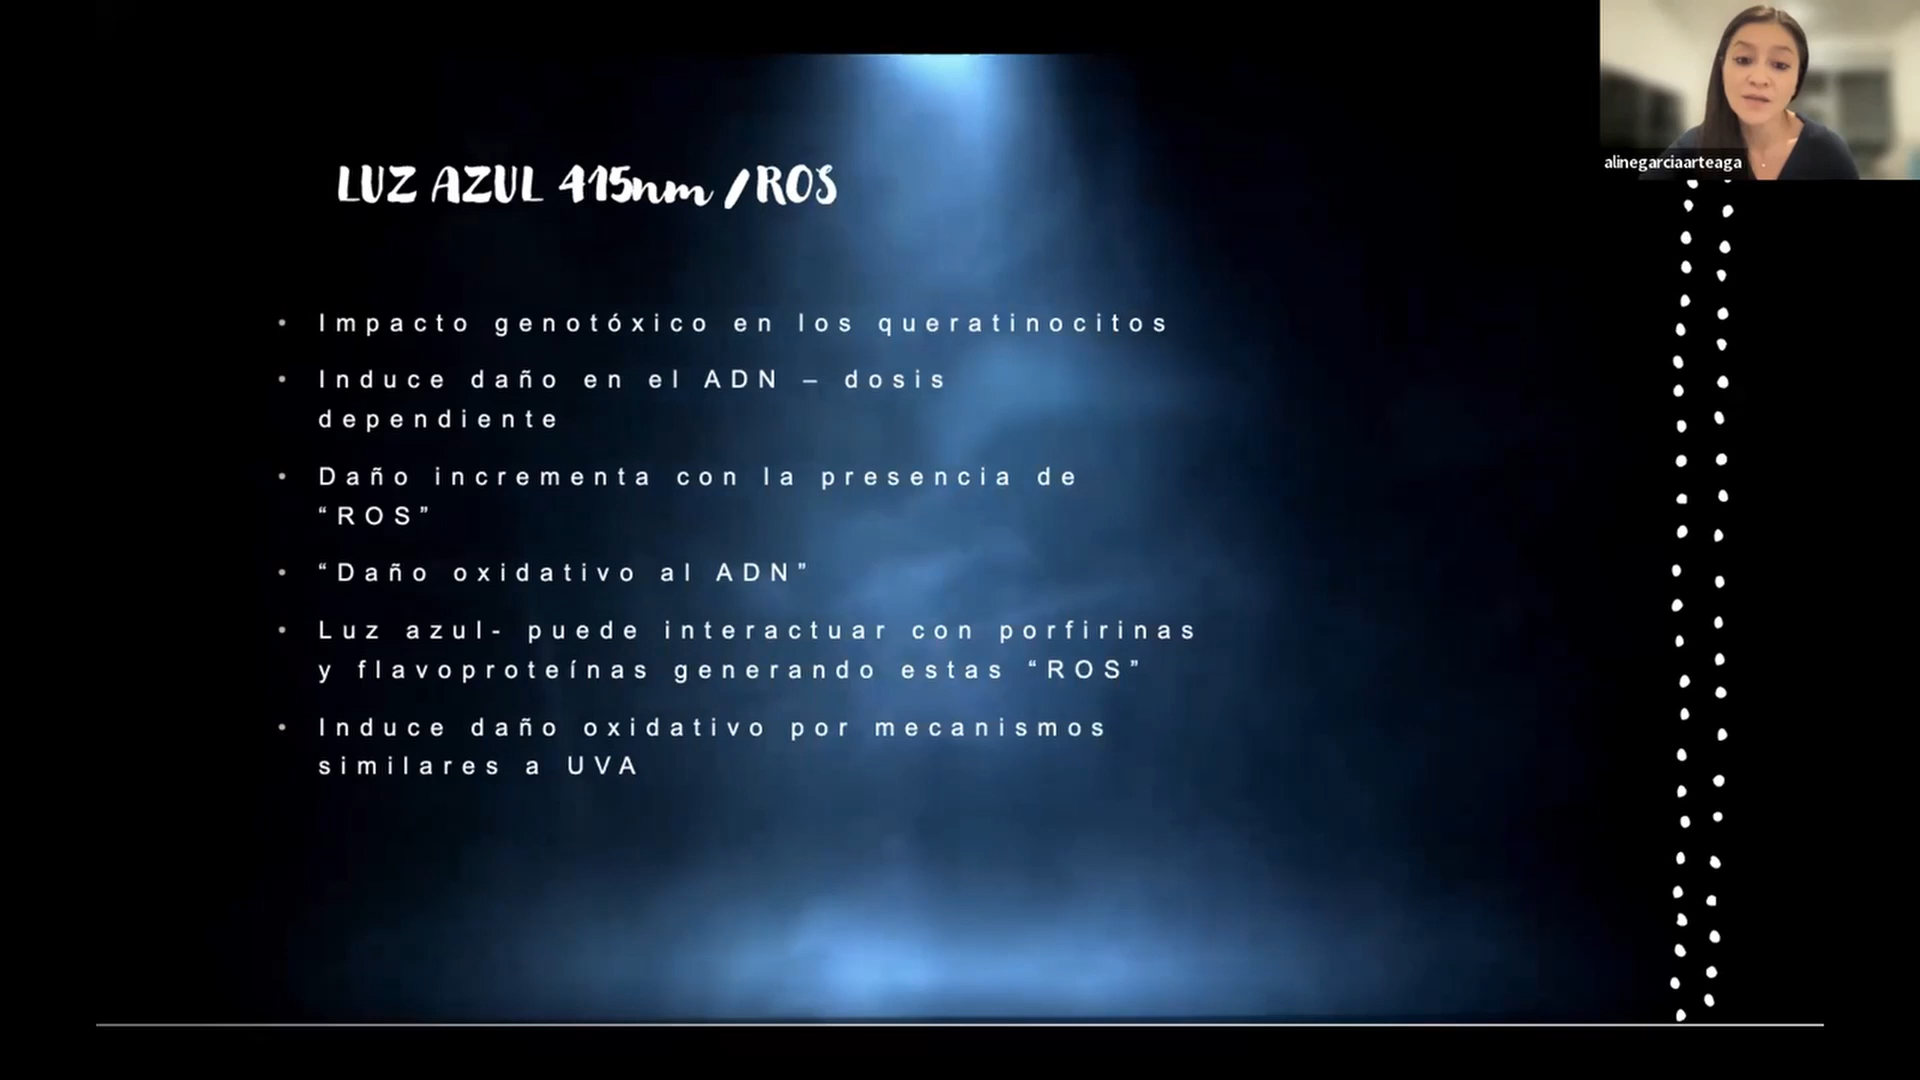 alinegarciaarteaga
LUZ AZUL 415nm / ROS
• Impacto genotóxico en los queratinocitos
• Induce daño en el ADN – dosis
dependiente
• Daño incrementa con la presencia de
“ROS”
• “Daño oxidativo al ADN”
• Luz azul- puede interactuar con porfirinas
y flavoproteínas generando estas “ROS”
• Induce daño oxidativo por mecanismos
similares a UVA